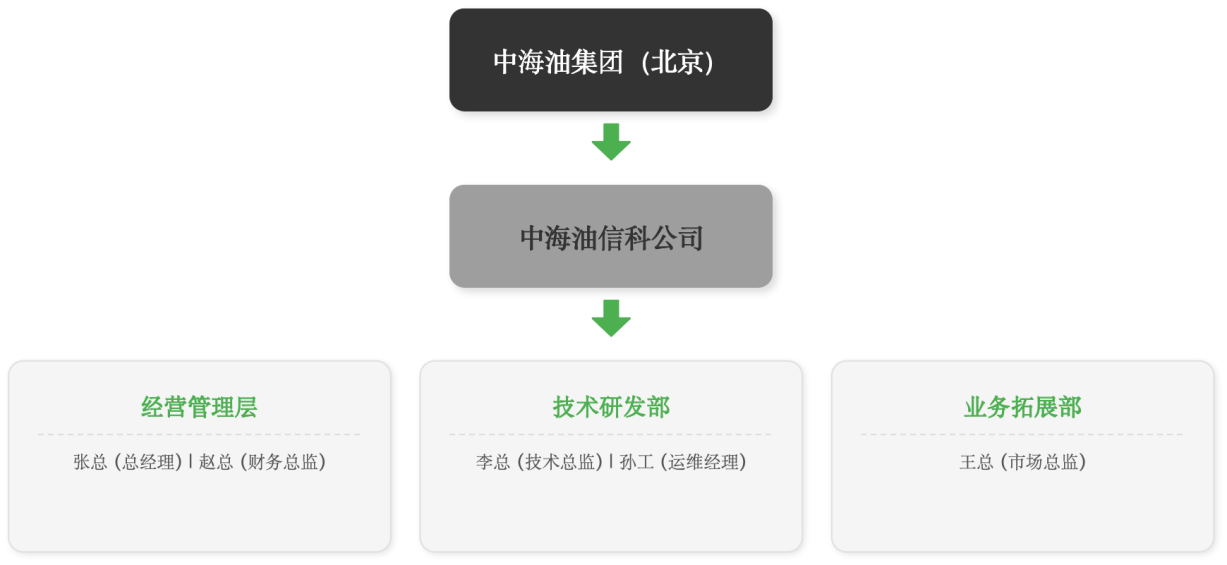 中海油集团（北京）
中海油信科公司
经营管理层
张总 (总经理) | 赵总 (财务总监)
技术研发部
李总 (技术总监) | 孙工 (运维经理)
业务拓展部
王总 (市场总监)